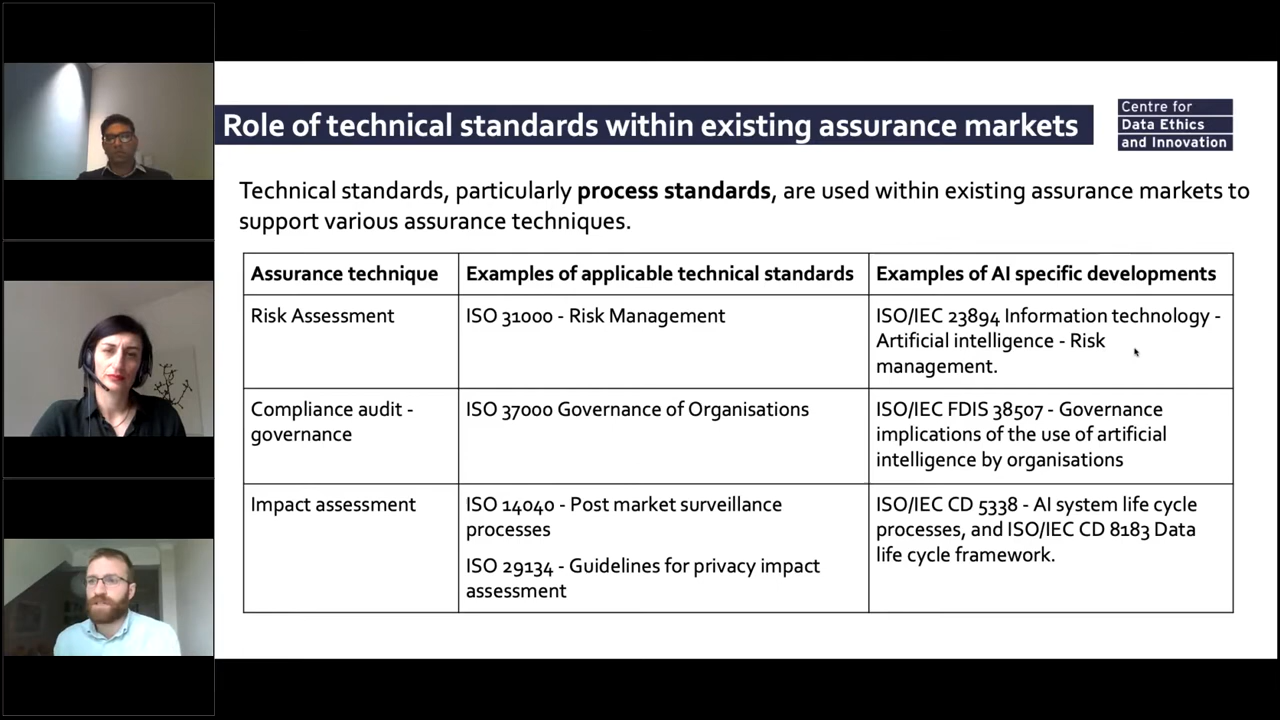 Role of technical standards within existing assurance markets
Centre for
Data Ethics
and Innovation
Technical standards, particularly process standards, are used within existing assurance markets to
support various assurance techniques.
Assurance technique
Examples of applicable technical standards
Examples of AI specific developments
Risk Assessment
ISO 31000 - Risk Management
ISO/IEC 23894 Information technology -
Artificial intelligence - Risk
management.
Compliance audit -
governance
ISO 37000 Governance of Organisations
ISO/IEC FDIS 38507 - Governance
implications of the use of artificial
intelligence by organisations
Impact assessment
ISO 14040 - Post market surveillance
processes
ISO 29134 - Guidelines for privacy impact
assessment
ISO/IEC CD 5338 - AI system life cycle
processes, and ISO/IEC CD 8183 Data
life cycle framework.